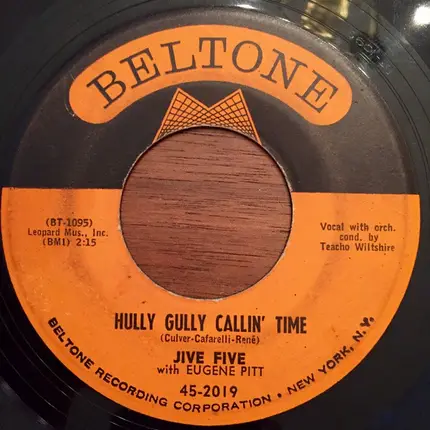 BELTONE
(BT-1095)
Leopard Mus., Inc.
(BMI) 2:15
Vocal with orch.
cond. by
Teacho Wiltshire
HULLY GULLY CALLIN' TIME
(Culver-Cafarelli-René)
JIVE FIVE
with EUGENE PITT
45-2019
BELTONE RECORDING CORPORATION • NEW YORK, N.Y.